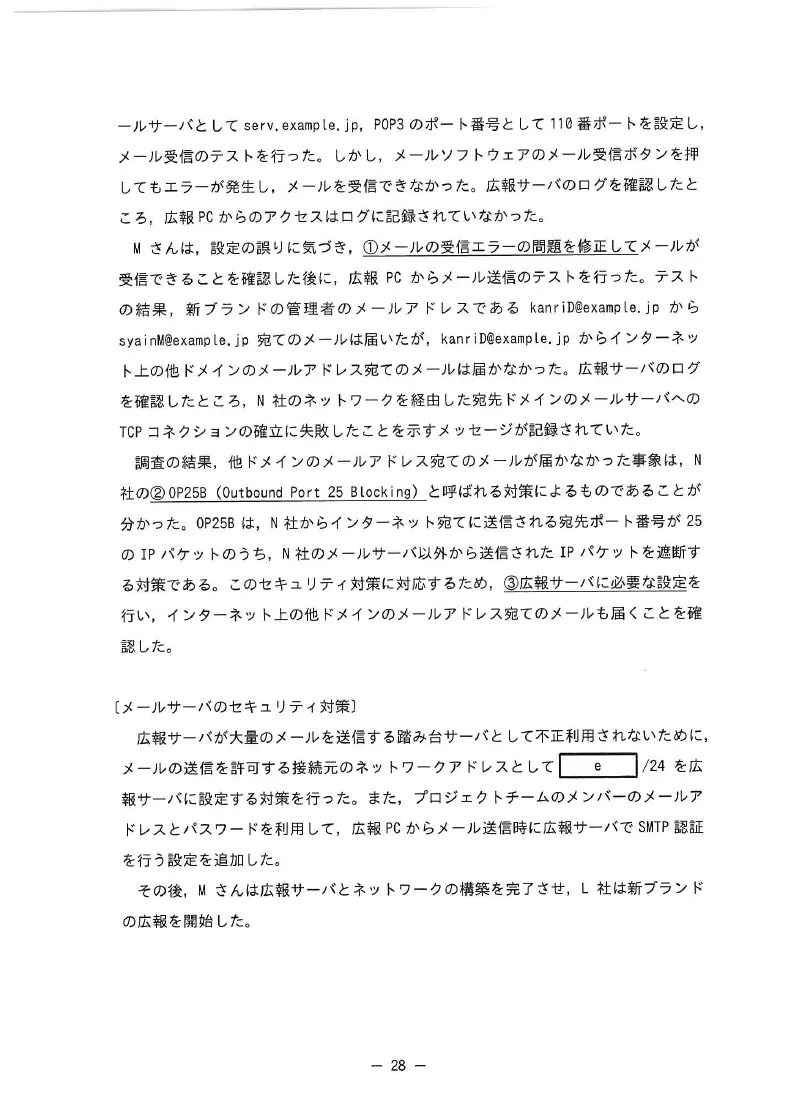 ールサーバとして serv.example.jp，POP3 のポート番号として 110 番ポートを設定し，
メール受信のテストを行った。しかし，メールソフトウェアのメール受信ボタンを押
してもエラーが発生し，メールを受信できなかった。広報サーバのログを確認したと
ころ，広報 PC からのアクセスはログに記録されていなかった。
M さんは，設定の誤りに気づき，①メールの受信エラーの問題を修正してメールが
受信できることを確認した後に，広報 PC からメール送信のテストを行った。テスト
の結果，新ブランドの管理者のメールアドレスである kanriD@example.jp から
syainM@example.jp 宛てのメールは届いたが，kanriD@example.jp からインターネッ
ト上の他ドメインのメールアドレス宛てのメールは届かなかった。広報サーバのログ
を確認したところ，N 社のネットワークを経由した宛先ドメインのメールサーバへの
TCP コネクションの確立に失敗したことを示すメッセージが記録されていた。
調査の結果，他ドメインのメールアドレス宛てのメールが届かなかった事象は，N
社の②OP25B（Outbound Port 25 Blocking）と呼ばれる対策によるものであることが
分かった。OP25B は，N 社からインターネット宛てに送信される宛先ポート番号が 25
の IP パケットのうち，N 社のメールサーバ以外から送信された IP パケットを遮断す
る対策である。このセキュリティ対策に対応するため，③広報サーバに必要な設定を
行い，インターネット上の他ドメインのメールアドレス宛てのメールも届くことを確
認した。
〔メールサーバのセキュリティ対策〕
広報サーバが大量のメールを送信する踏み台サーバとして不正利用されないために，
メールの送信を許可する接続元のネットワークアドレスとして e /24 を広
報サーバに設定する対策を行った。また，プロジェクトチームのメンバーのメールア
ドレスとパスワードを利用して，広報 PC からメール送信時に広報サーバで SMTP 認証
を行う設定を追加した。
その後，M さんは広報サーバとネットワークの構築を完了させ，L 社は新ブランド
の広報を開始した。
－ 28 －